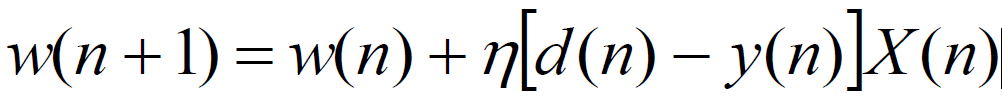 w(n + 1) = w(n) + η[d(n) − y(n)]X(n)